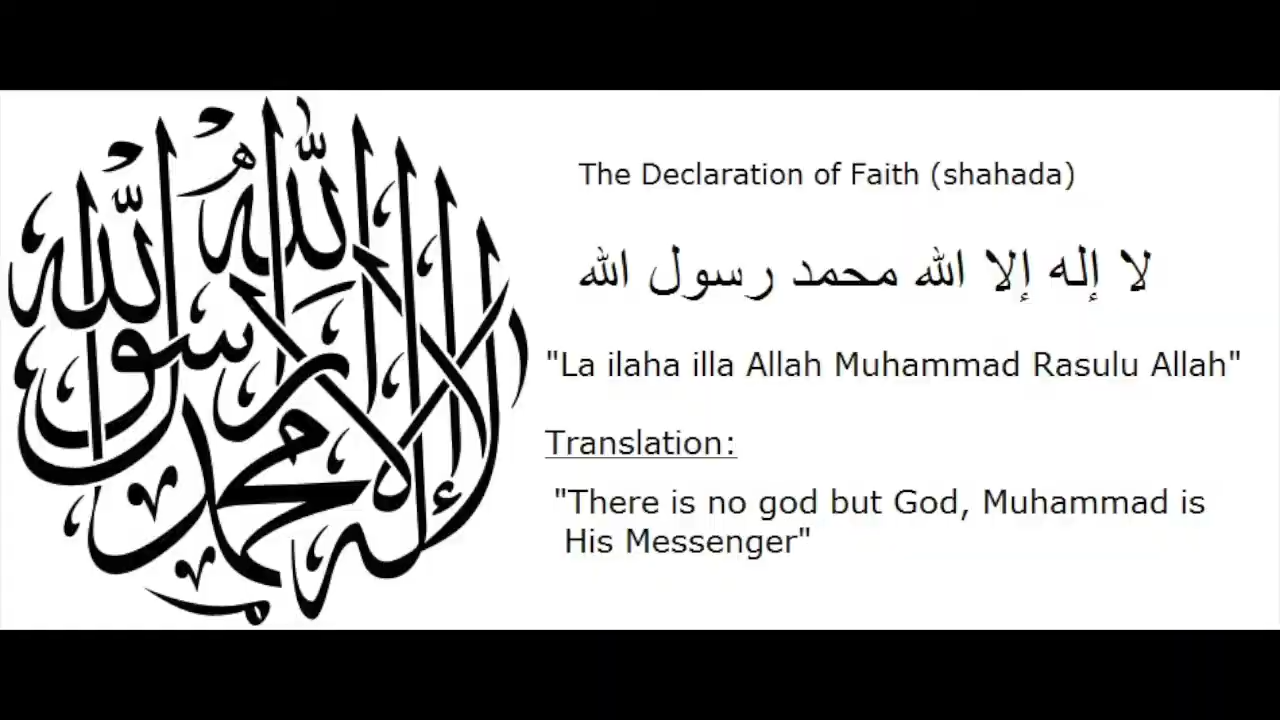 لا إله إلا الله محمد رسول الله
The Declaration of Faith (shahada)
لا إله إلا الله محمد رسول الله
"La ilaha illa Allah Muhammad Rasulu Allah"
Translation:
"There is no god but God, Muhammad is
His Messenger"